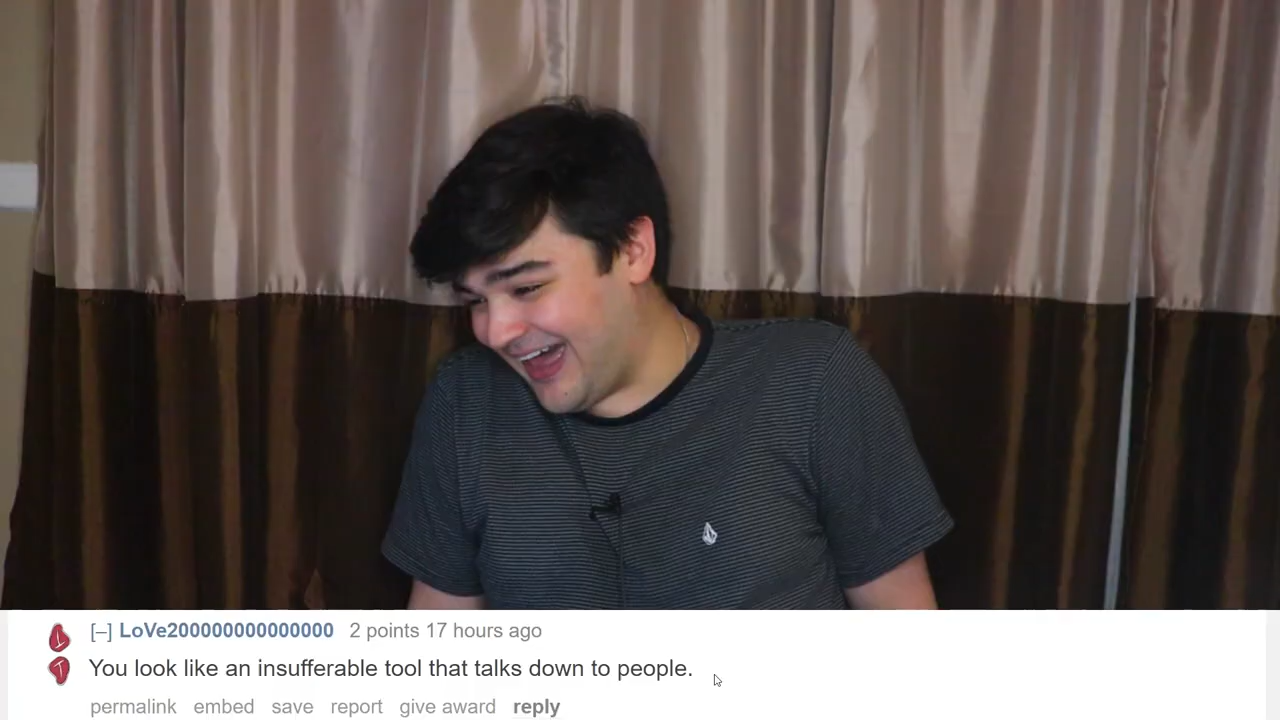 [–] LoVe200000000000000 2 points 17 hours ago
You look like an insufferable tool that talks down to people.
permalink embed save report give award reply